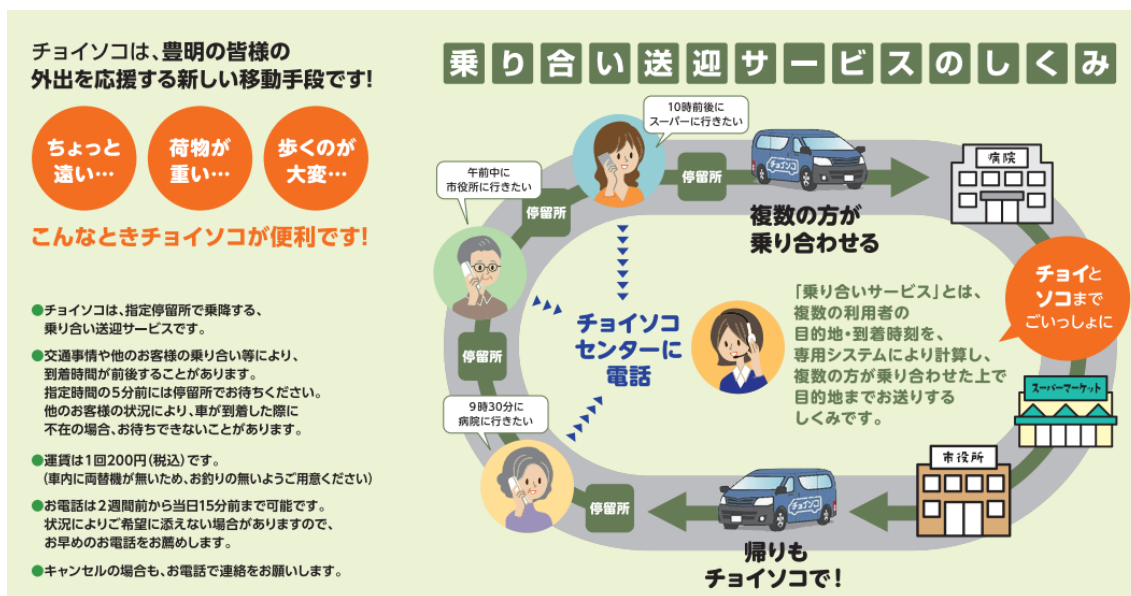 チョイソコは、豊明の皆様の
外出を応援する新しい移動手段です!
ちょっと
遠い…
荷物が
重い…
歩くのが
大変…
こんなときチョイソコが便利です!
●チョイソコは、指定停留所で乗降する、
乗り合い送迎サービスです。
●交通事情や他のお客様の乗り合い等により、
到着時間が前後することがあります。
指定時間の5分前には停留所でお待ちください。
他のお客様の状況により、車が到着した際に
不在の場合、お待ちできないことがあります。
●運賃は1回200円(税込)です。
(車内に両替機が無いため、お釣りの無いようご用意ください)
●お電話は2週間前から当日15分前まで可能です。
状況によりご希望に添えない場合がありますので、
お早めのお電話をお薦めします。
●キャンセルの場合も、お電話で連絡をお願いします。
乗り合い送迎サービスのしくみ
10時前後に
スーパーに行きたい
午前中に
市役所に行きたい
停留所
停留所
チョイソコ
病院
複数の方が
乗り合わせる
チョイと
ソコまで
ごいっしょに
チョイソコ
センターに
電話
「乗り合いサービス」とは、
複数の利用者の
目的地・到着時刻を、
専用システムにより計算し、
複数の方が乗り合わせた上で
目的地までお送りする
しくみです。
停留所
9時30分に
病院に行きたい
スーパーマーケット
市役所
停留所
チョイソコ
帰りも
チョイソコで!